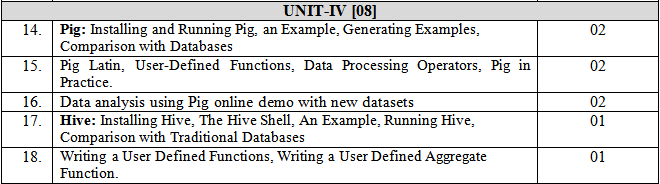 UNIT-IV [08]
14. Pig: Installing and Running Pig, an Example, Generating Examples, 02
Comparison with Databases
15. Pig Latin, User-Defined Functions, Data Processing Operators, Pig in 02
Practice.
16. Data analysis using Pig online demo with new datasets 02
17. Hive: Installing Hive, The Hive Shell, An Example, Running Hive, 01
Comparison with Traditional Databases
18. Writing a User Defined Functions, Writing a User Defined Aggregate 01
Function.